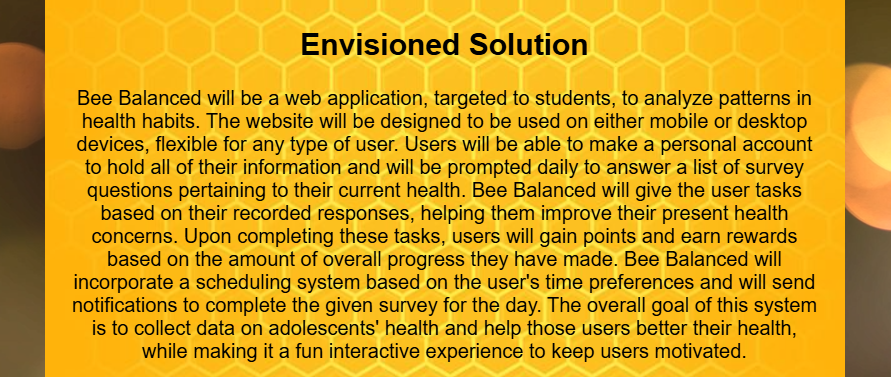 Envisioned Solution
Bee Balanced will be a web application, targeted to students, to analyze patterns in
health habits. The website will be designed to be used on either mobile or desktop
devices, flexible for any type of user. Users will be able to make a personal account
to hold all of their information and will be prompted daily to answer a list of survey
questions pertaining to their current health. Bee Balanced will give the user tasks
based on their recorded responses, helping them improve their present health
concerns. Upon completing these tasks, users will gain points and earn rewards
based on the amount of overall progress they have made. Bee Balanced will
incorporate a scheduling system based on the user's time preferences and will send
notifications to complete the given survey for the day. The overall goal of this system
is to collect data on adolescents' health and help those users better their health,
while making it a fun interactive experience to keep users motivated.